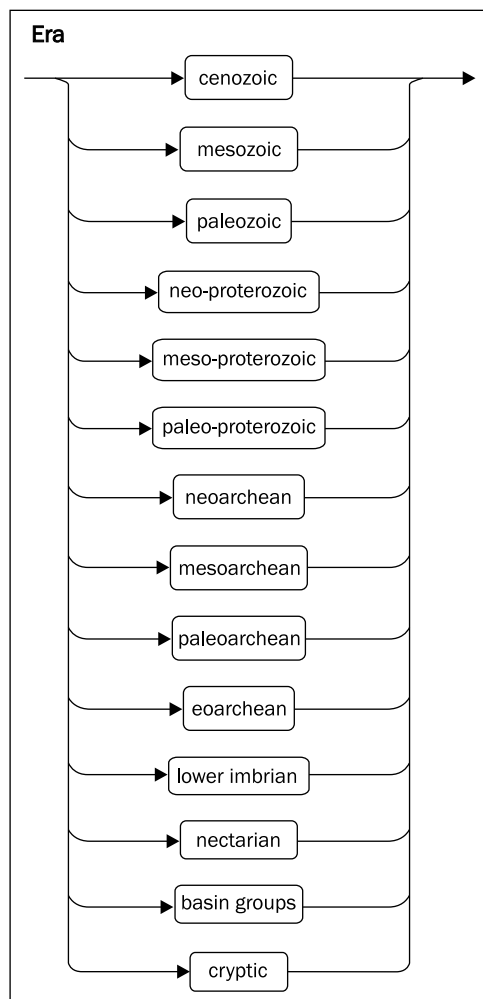 Era
cenozoic
mesozoic
paleozoic
neo-proterozoic
meso-proterozoic
paleo-proterozoic
neoarchean
mesoarchean
paleoarchean
eoarchean
lower imbrian
nectarian
basin groups
cryptic